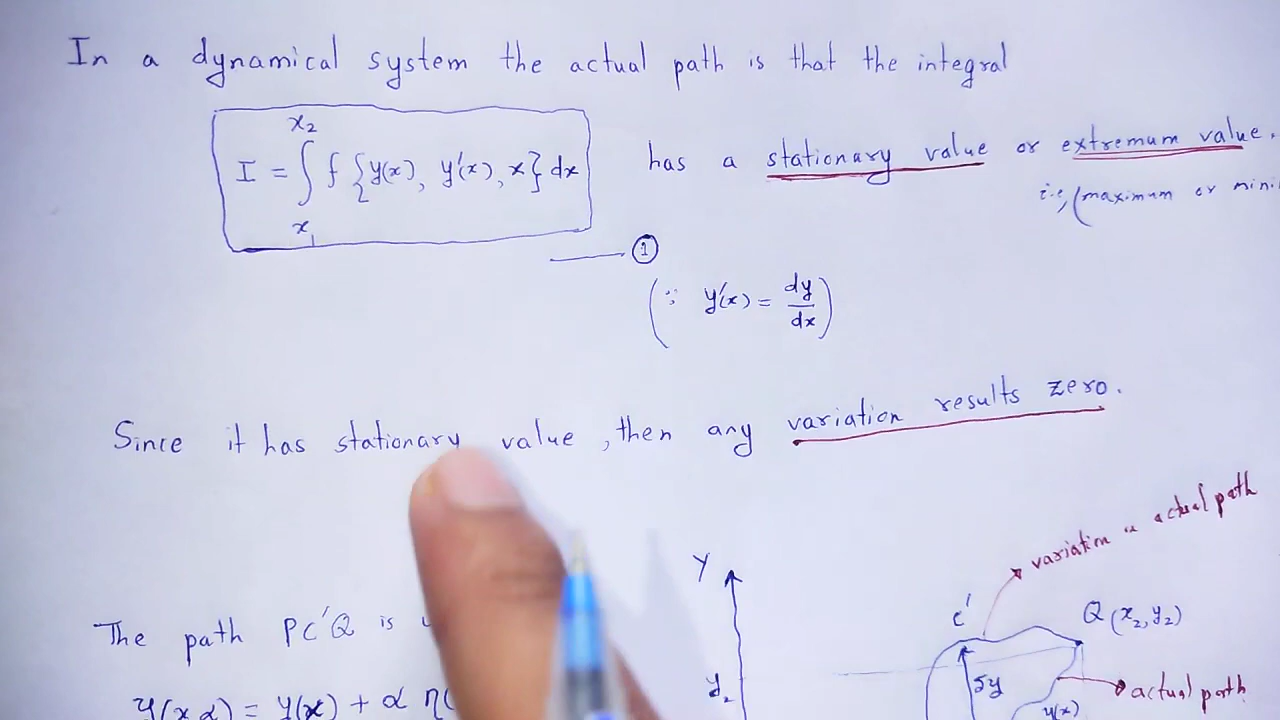 In a dynamical system the actual path is that the integral
I = ∫ₓ₁^x₂ f {y(x), y'(x), x} dx has a stationary value or extremum value.
i.e., (maximum or
①
(∵ y'(x) = dy/dx)
Since it has stationary value, then any variation results zero.
variation in actual path
Y
C'
Q (x₂, y₂)
The path PC'Q is
y₂
δy
actual path
y(x)
y(x,α) = y(x) + α η(